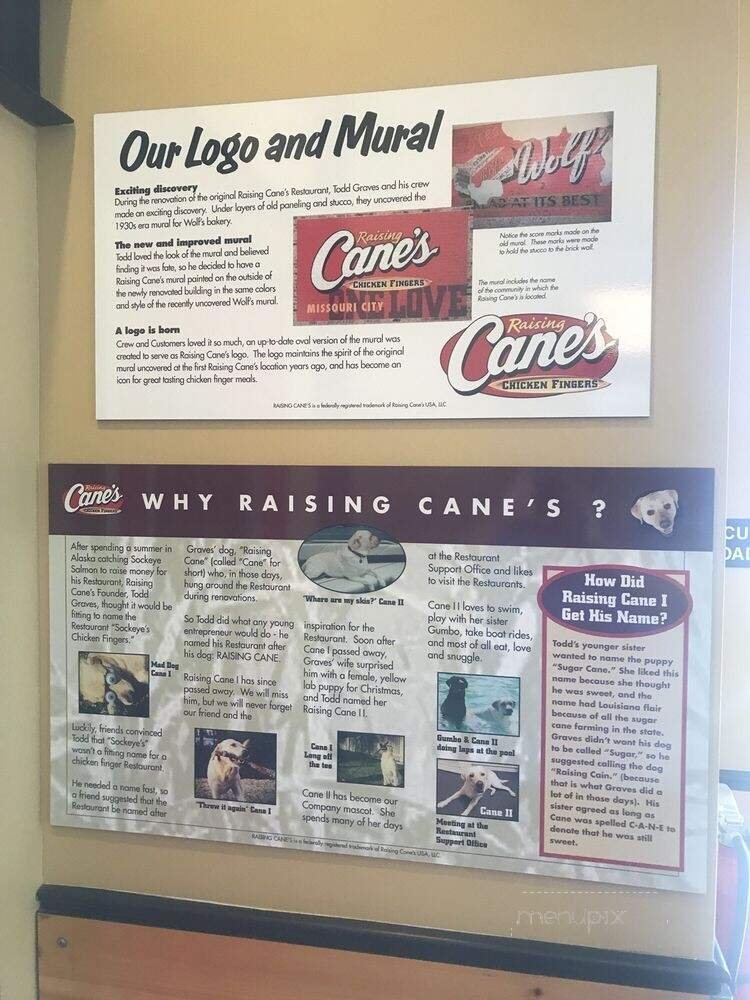 Our Logo and Mural
Exciting discovery
During the renovation of the original Raising Cane's Restaurant, Todd Graves and his crew
made an exciting discovery. Under layers of old paneling and stucco, they uncovered the
1930s era mural for Wolf's bakery.
The new and improved mural
Todd loved the look of the mural and believed
finding it was fate, so he decided to have a
Raising Cane's mural painted on the outside of
the newly renovated building in the same colors
and style of the recently uncovered Wolf's mural.
A logo is born
Crew and Customers loved it so much, an up-to-date oval version of the mural was
created to serve as Raising Cane's logo. The logo maintains the spirit of the original
mural uncovered at the first Raising Cane's location years ago, and has become an
icon for great tasting chicken finger meals.
Wolf's
AT ITS BEST
Notice the score marks made on the
old mural. These marks were made
to hold the stucco to the brick wall.
Raising
Cane's
CHICKEN FINGERS
ONE LOVE
MISSOURI CITY
The mural includes the name
of the community in which the
Raising Cane's is located.
Raising
Cane's
CHICKEN FINGERS
RAISING CANE'S is a federally registered trademark of Raising Cane's USA, LLC
Raising
Cane's
CHICKEN FINGERS
WHY RAISING CANE'S ?
After spending a summer in
Alaska catching Sockeye
Salmon to raise money for
his Restaurant, Raising
Cane's Founder, Todd
Graves, thought it would be
fitting to name the
Restaurant "Sockeye's
Chicken Fingers."
Mad Dog
Cane I
Luckily, friends convinced
Todd that "Sockeye's"
wasn't a fitting name for a
chicken finger Restaurant.
He needed a name fast, so
a friend suggested that the
Restaurant be named after
Graves' dog, "Raising
Cane" (called "Cane" for
short) who, in those days,
hung around the Restaurant
during renovations.
So Todd did what any young
entrepreneur would do - he
named his Restaurant after
his dog: RAISING CANE.
Raising Cane I has since
passed away. We will miss
him, but we will never forget
our friend and the
"Throw it again" Cane I
"Where are my skis?" Cane II
inspiration for the
Restaurant. Soon after
Cane I passed away,
Graves' wife surprised
him with a female, yellow
lab puppy for Christmas,
and Todd named her
Raising Cane II.
Cane I
Long off
the tee
Cane II has become our
Company mascot. She
spends many of her days
at the Restaurant
Support Office and likes
to visit the Restaurants.
Cane II loves to swim,
play with her sister
Gumbo, take boat rides,
and most of all eat, love
and snuggle.
Gumbo & Cane II
doing laps at the pool
Cane II
Meeting at the
Restaurant
Support Office
How Did
Raising Cane I
Get His Name?
Todd's younger sister
wanted to name the puppy
"Sugar Cane." She liked this
name because she thought
he was sweet, and the
name had Louisiana flair
because of all the sugar
cane farming in the state.
Graves didn't want his dog
to be called "Sugar," so he
suggested calling the dog
"Raising Cain." (because
that is what Graves did a
lot of in those days). His
sister agreed as long as
Cane was spelled C-A-N-E to
denote that he was still
sweet.
RAISING CANE'S is a federally registered trademark of Raising Cane's USA, LLC.
menupix